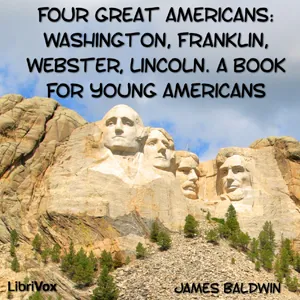 FOUR GREAT AMERICANS:
WASHINGTON, FRANKLIN,
WEBSTER, LINCOLN. A BOOK
FOR YOUNG AMERICANS
LibriVox
JAMES BALDWIN